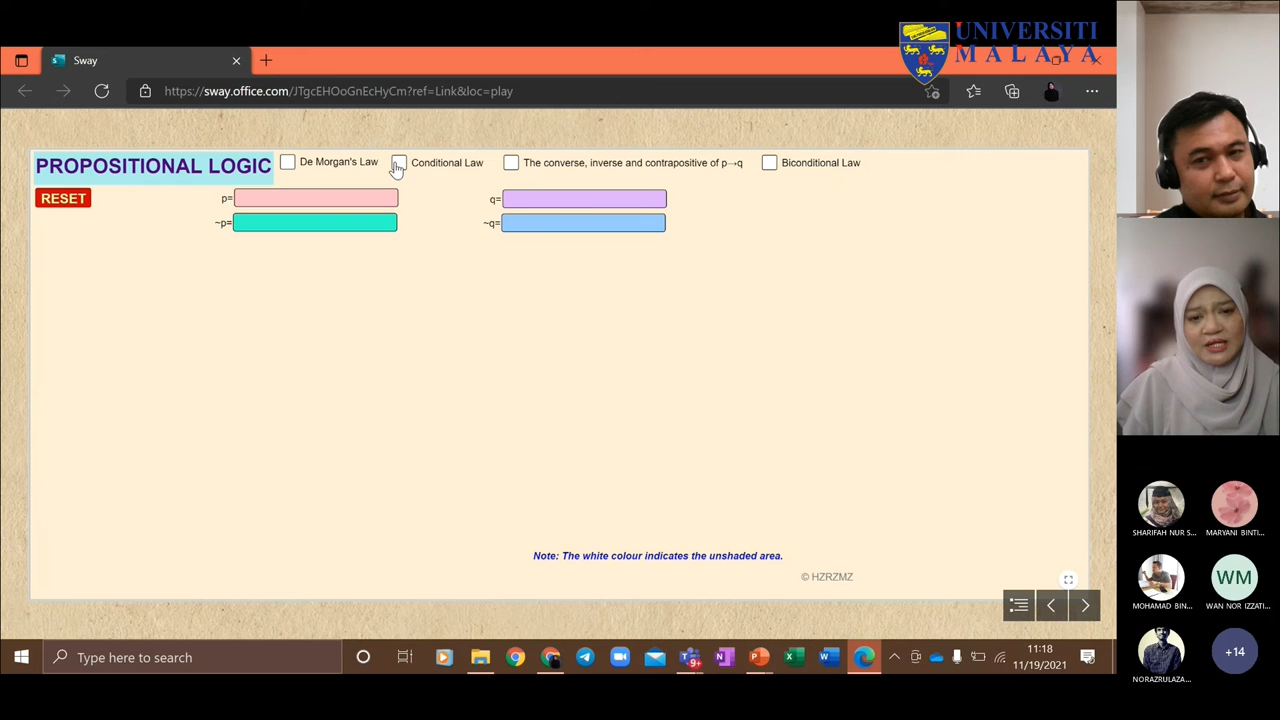 UNIVERSITI
MALAYA
Sway
https://sway.office.com/JTgcEHOoGnEcHyCm?ref=Link&loc=play
PROPOSITIONAL LOGIC
De Morgan's Law
Conditional Law
The converse, inverse and contrapositive of p→q
Biconditional Law
RESET
p=
q=
~p=
~q=
Note: The white colour indicates the unshaded area.
© HZRZMZ
SHARIFAH NUR S...
MARYANI BINTI...
WM
MOHAMAD BIN...
WAN NOR IZZATI...
+14
NORAZRULAZA...
Type here to search
9+
11:18
11/19/2021